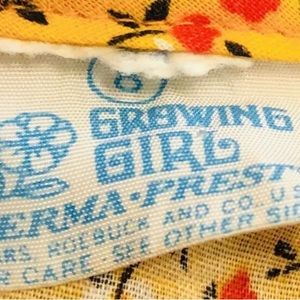 8
GROWING
GIRL
ERMA-PREST
ARS, ROEBUCK AND CO. U
CARE - SEE OTHER SI